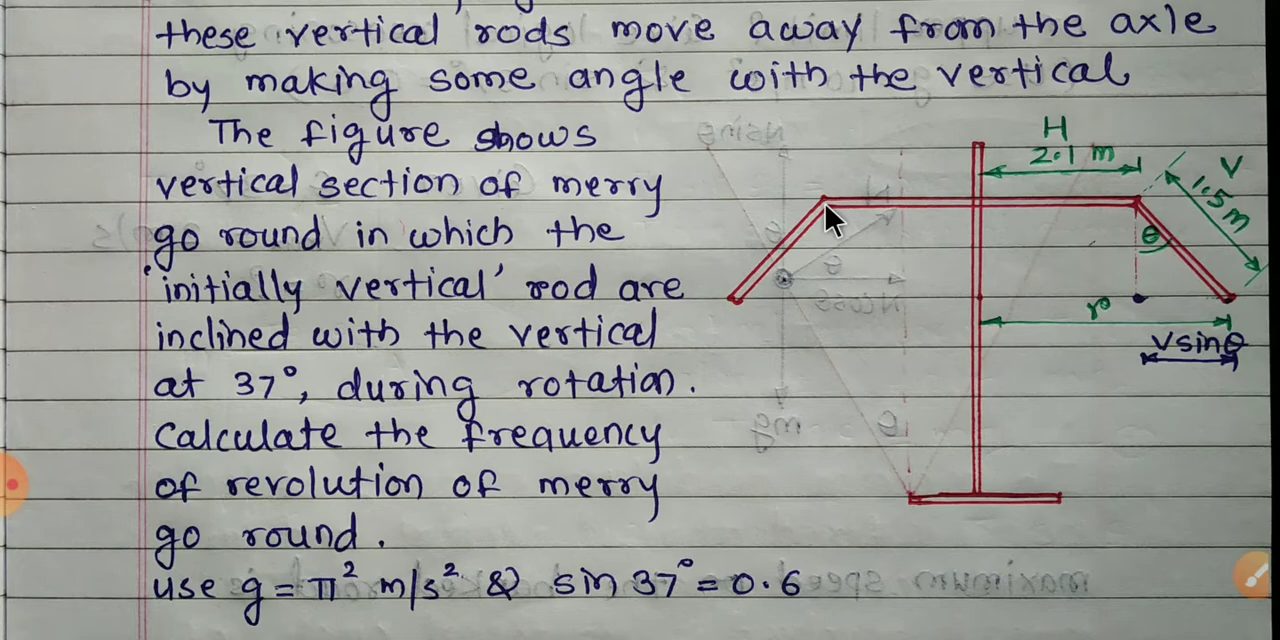 these vertical rods move away from the axle
by making some angle with the vertical
The figure shows
vertical section of merry
go round in which the
'initially vertical' rod are
inclined with the vertical
at 37°, during rotation.
Calculate the frequency
of revolution of merry
go round.
use g = π² m/s² & sin 37° = 0.6
H
2.1 m
V
1.5 m
θ
r
Vsinθ